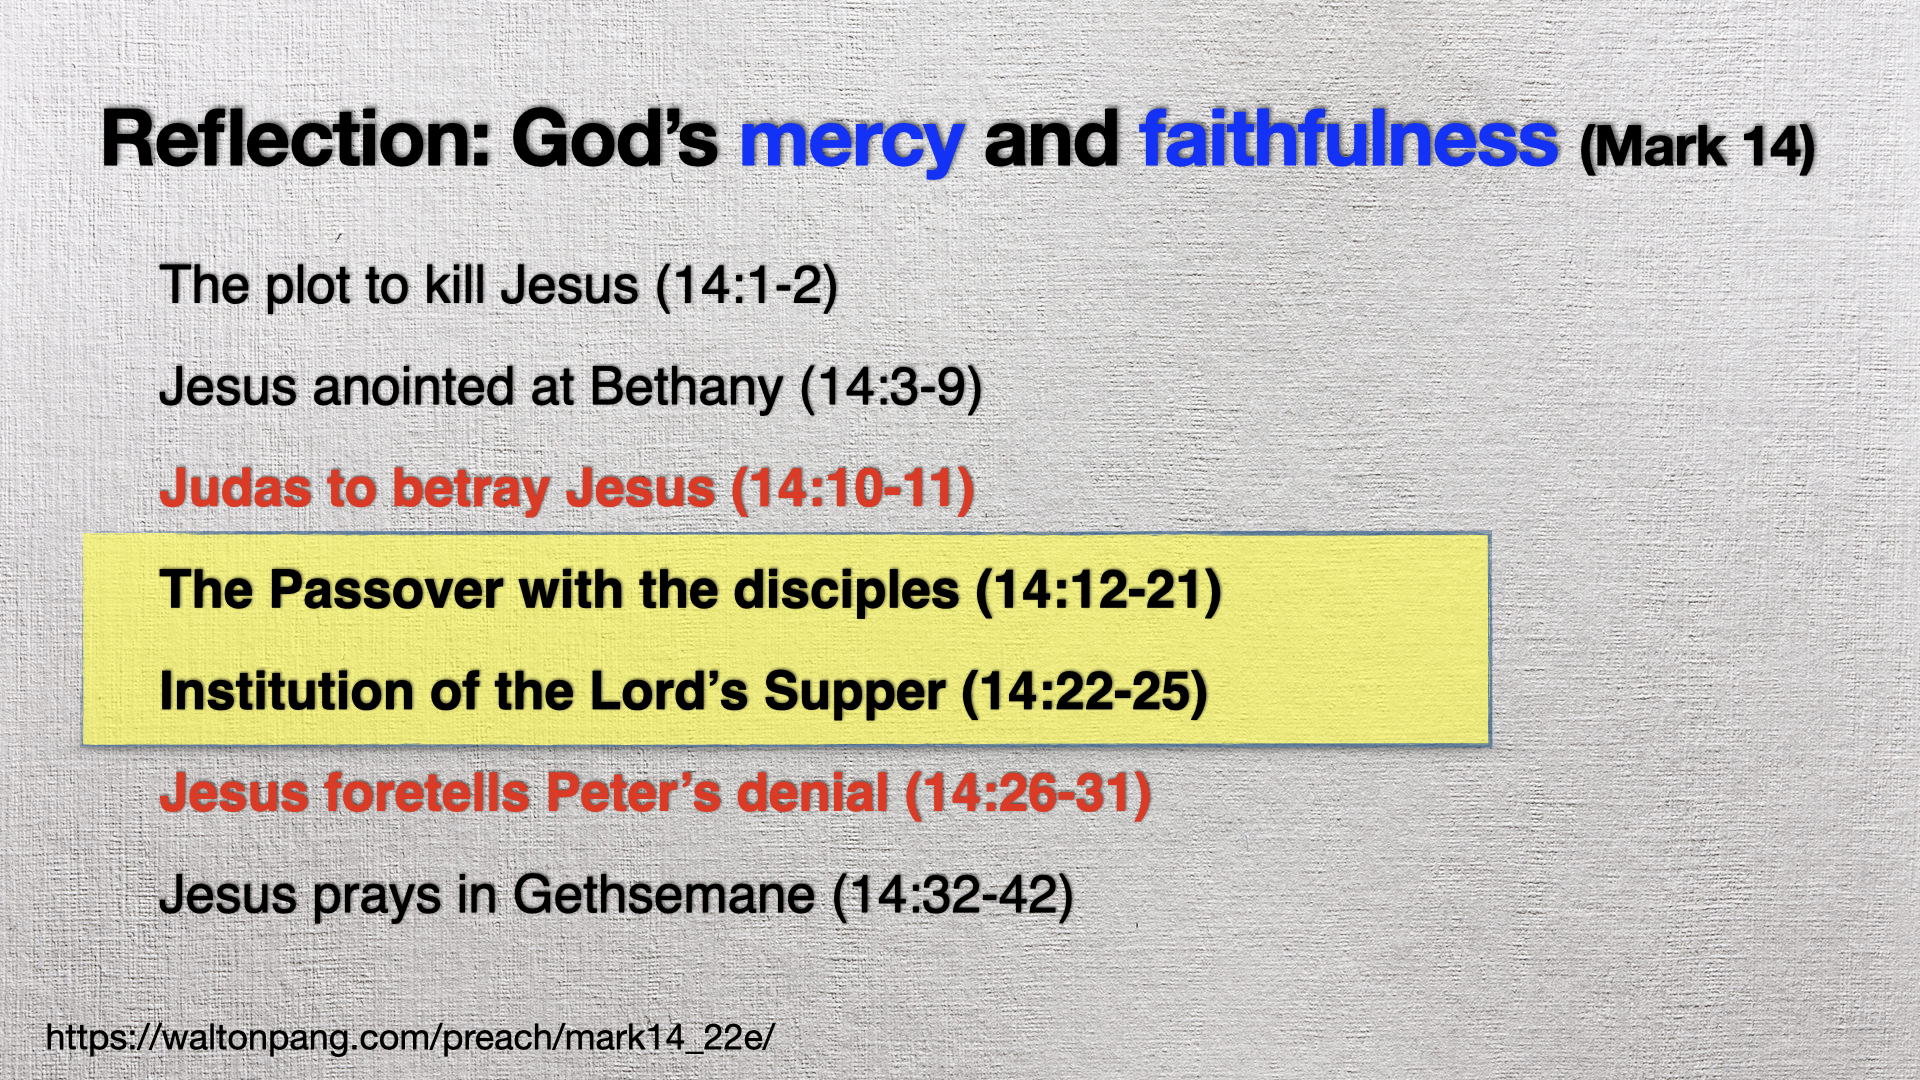 Reflection: God’s mercy and faithfulness (Mark 14)
The plot to kill Jesus (14:1-2)
Jesus anointed at Bethany (14:3-9)
Judas to betray Jesus (14:10-11)
The Passover with the disciples (14:12-21)
Institution of the Lord’s Supper (14:22-25)
Jesus foretells Peter’s denial (14:26-31)
Jesus prays in Gethsemane (14:32-42)
https://waltonpang.com/preach/mark14_22e/